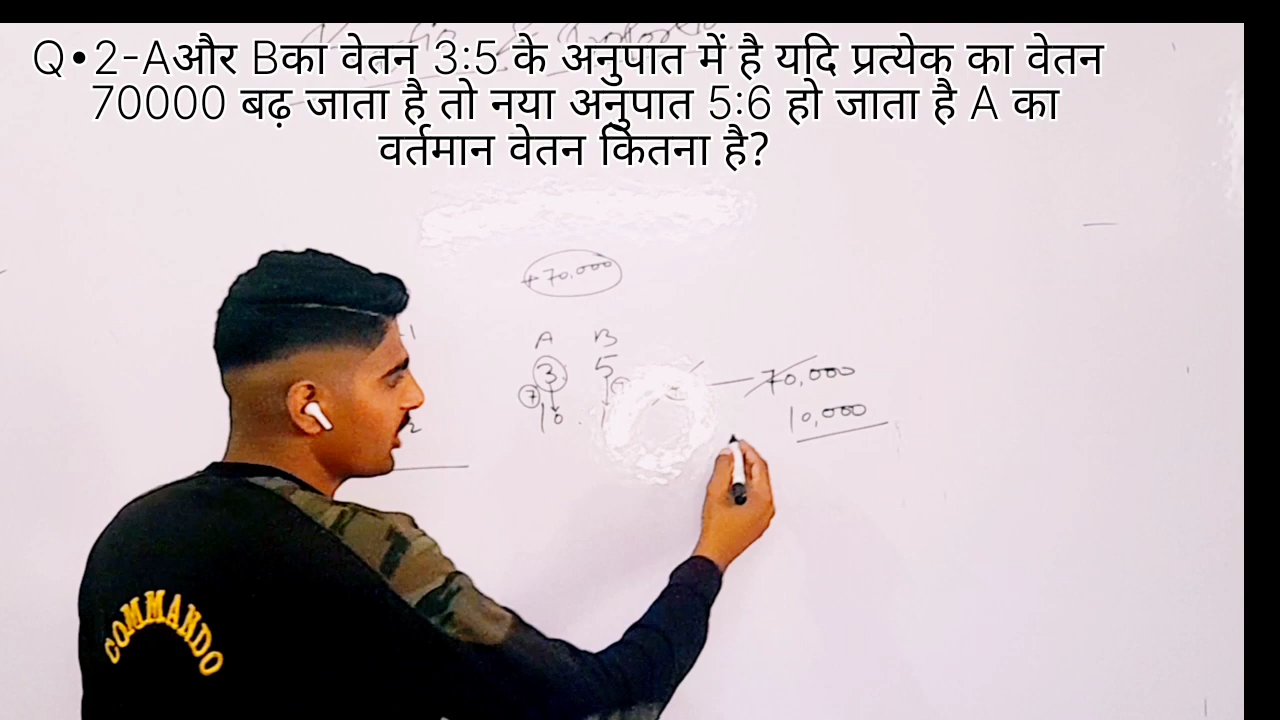 Q•2-Aऔर Bका वेतन 3:5 के अनुपात में है यदि प्रत्येक का वेतन
70000 बढ़ जाता है तो नया अनुपात 5:6 हो जाता है A का
वर्तमान वेतन कितना है?
+70,000
A B
3 5
7
10
70,000
10,000
COMMANDO